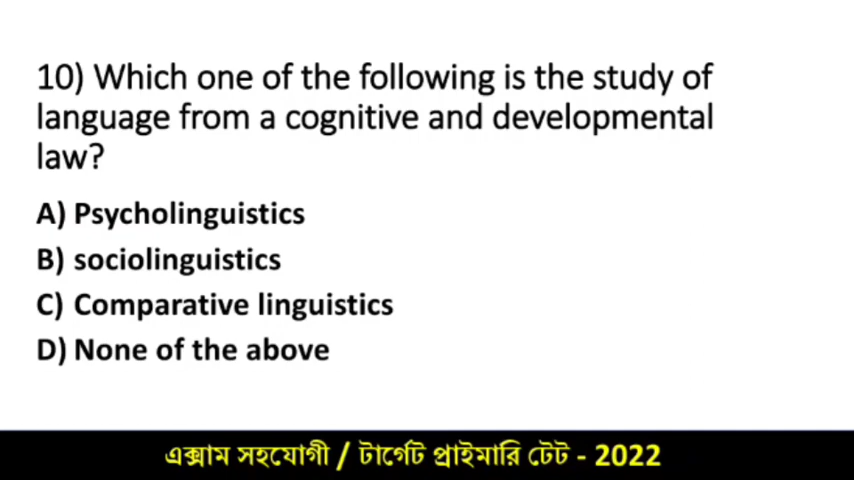 10) Which one of the following is the study of
language from a cognitive and developmental
law?
A) Psycholinguistics
B) sociolinguistics
C) Comparative linguistics
D) None of the above
এক্সাম সহযোগী / টার্গেট প্রাইমারি টেট - 2022